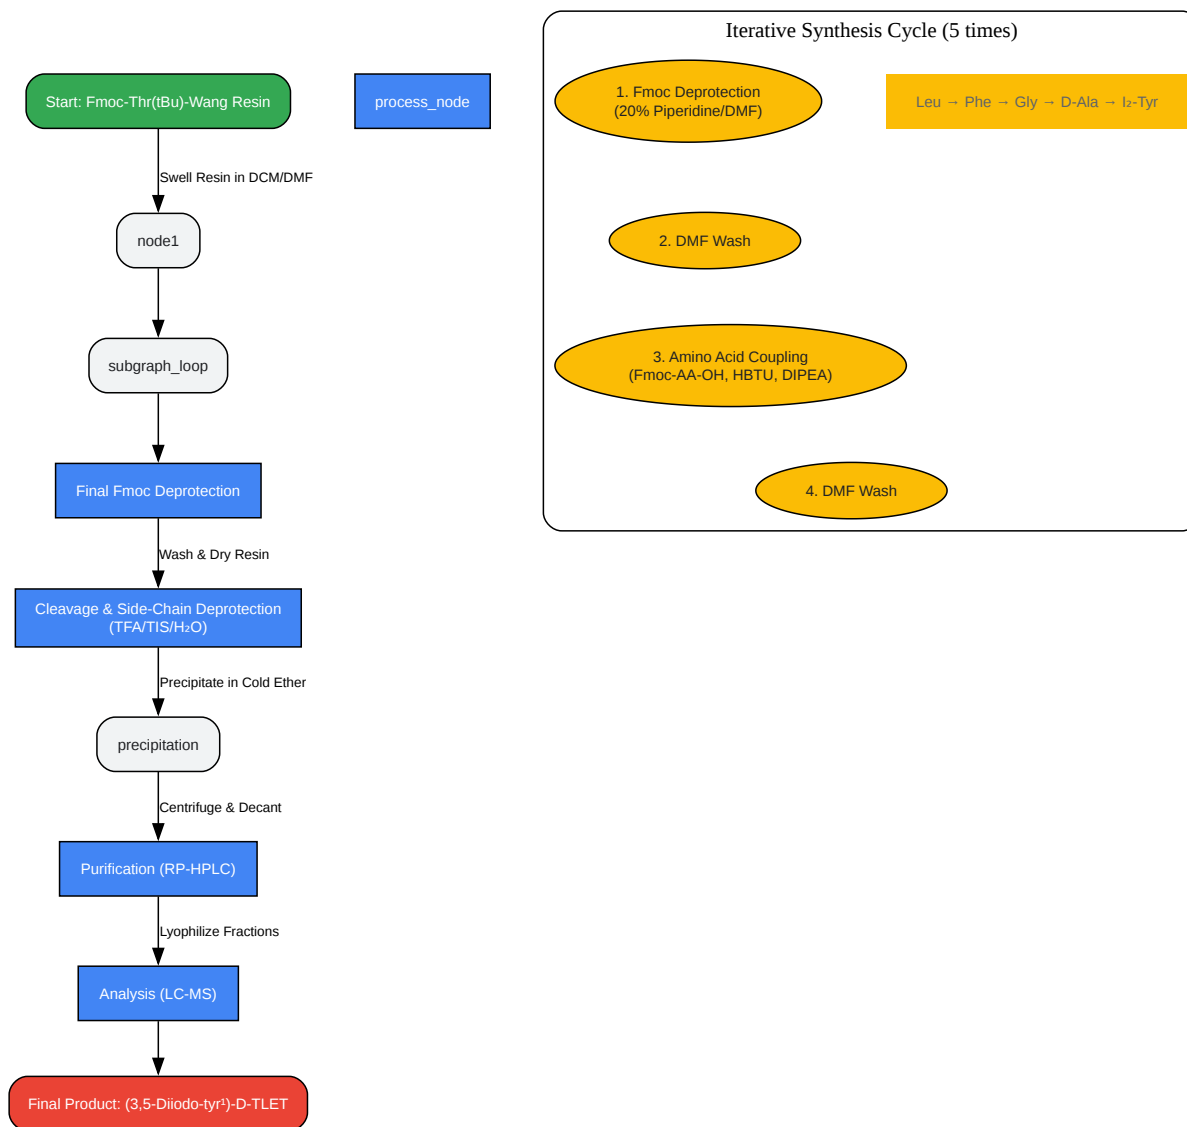 Start: Fmoc-Thr(tBu)-Wang Resin
Swell Resin in DCM/DMF
node1
subgraph_loop
Final Fmoc Deprotection
Wash & Dry Resin
Cleavage & Side-Chain Deprotection
(TFA/TIS/H₂O)
Precipitate in Cold Ether
precipitation
Centrifuge & Decant
Purification (RP-HPLC)
Lyophilize Fractions
Analysis (LC-MS)
Final Product: (3,5-Diiodo-tyr¹)-D-TLET
process_node
Iterative Synthesis Cycle (5 times)
1. Fmoc Deprotection
(20% Piperidine/DMF)
Leu → Phe → Gly → D-Ala → I₂-Tyr
2. DMF Wash
3. Amino Acid Coupling
(Fmoc-AA-OH, HBTU, DIPEA)
4. DMF Wash